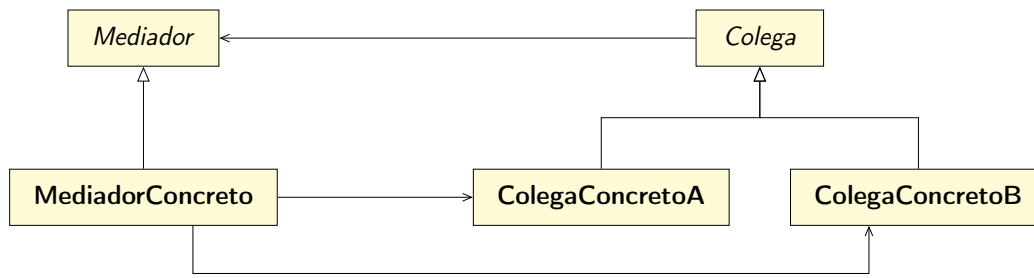 Mediador
Colega
MediadorConcreto
ColegaConcretoA
ColegaConcretoB